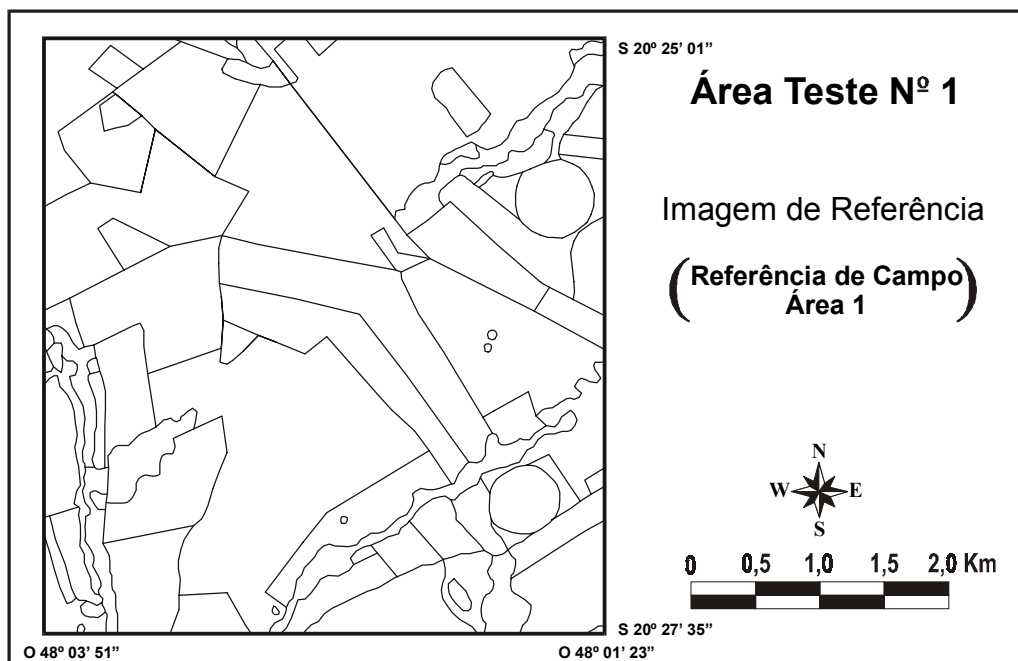 S 20º 25’ 01”
Área Teste Nº 1
Imagem de Referência
(Referência de Campo
Área 1)
N
W E
S
0 0,5 1,0 1,5 2,0 Km
S 20º 27’ 35”
O 48º 03’ 51” O 48º 01’ 23”